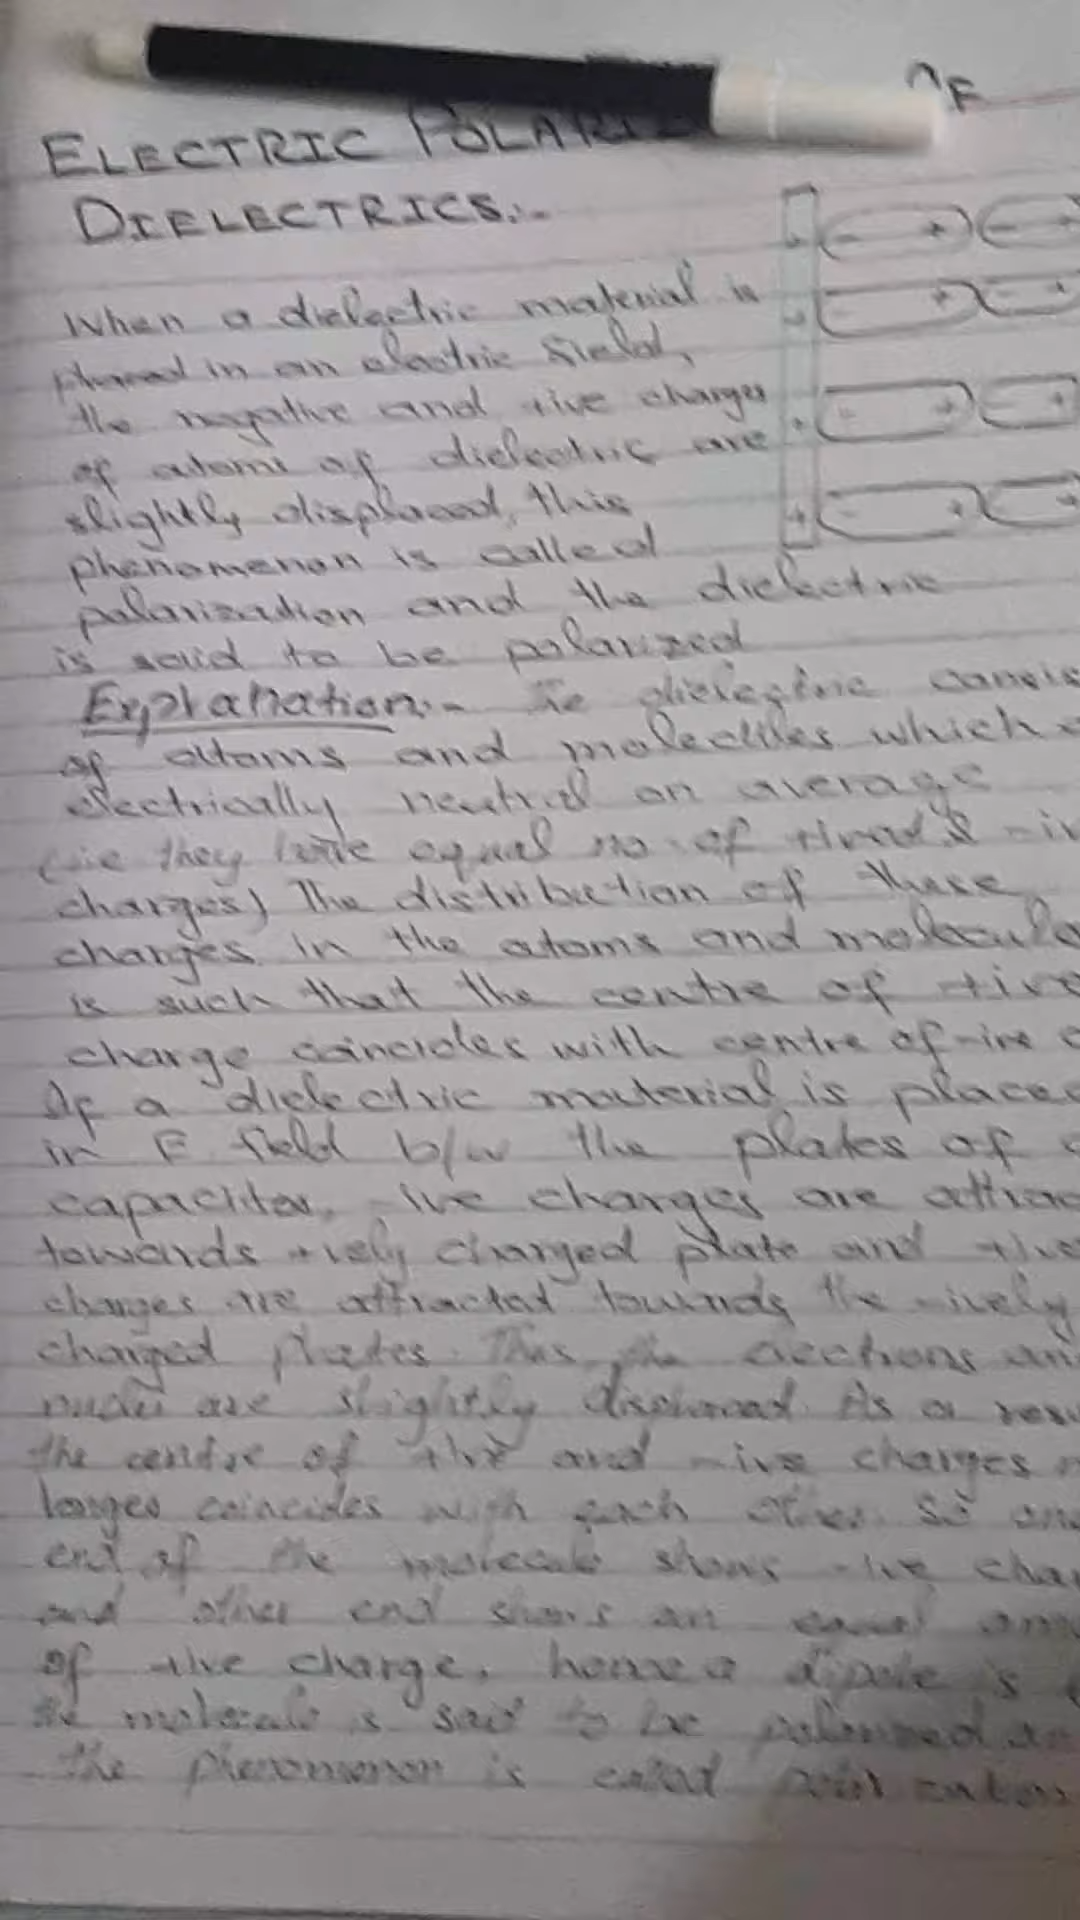 ELECTRIC POLARI
DIELECTRICS:-
F
When a dielectric material is
placed in an electric field,
the negative and +ive charges
of atoms of dielectric are
slightly displaced, this
phenomenon is called
polarization and the dielectric
is said to be polarized
Explanation:- The dielectric consis
of atoms and molecules which
electrically neutral on average
(ie they have equal no of & -iv
charges) The distribution of these
charges in the atoms and molecule
is such that the centre of +ive
charge coincides with centre of -ive c
If a dielectric material is place
in E field b/w the plates of
capacitor, -ive charges are attrac
towards +ively charged plate and +ive
charges are attracted towards the -ively
charged plates. Thus the electrons an
nuclei are slightly displaced. As a resu
the centre of +ive and -ive charges
longer coincides with each other. So one
end of the molecule shows -ive char
and other end shows an equal amo
of +ive charge, hence a dipole is
the molecule is said to be polarized
the phenomenon is called